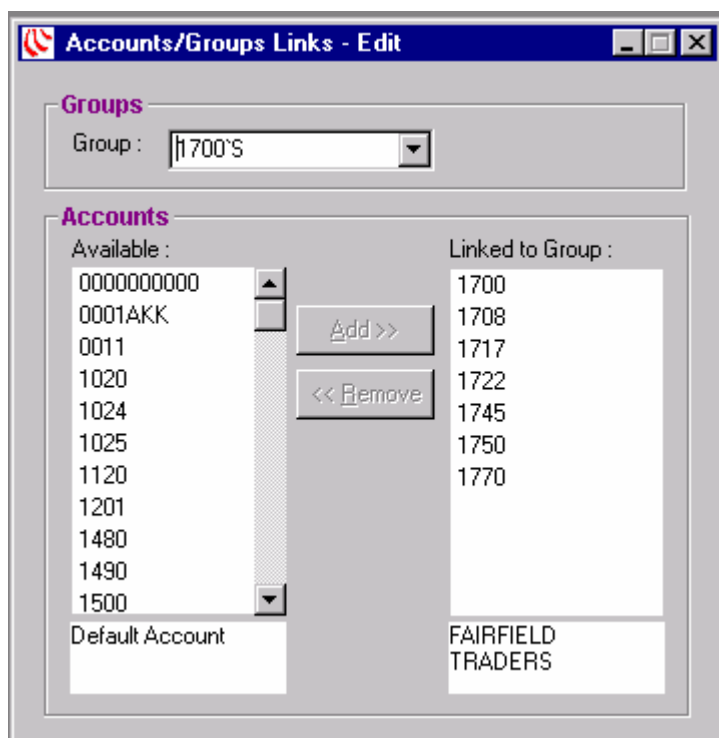 Accounts/Groups Links - Edit
Groups
Group : 1700`S
Accounts
Available :
0000000000
0001AKK
0011
1020
1024
1025
1120
1201
1480
1490
1500
Default Account
Add >>
<< Remove
Linked to Group :
1700
1708
1717
1722
1745
1750
1770
FAIRFIELD
TRADERS